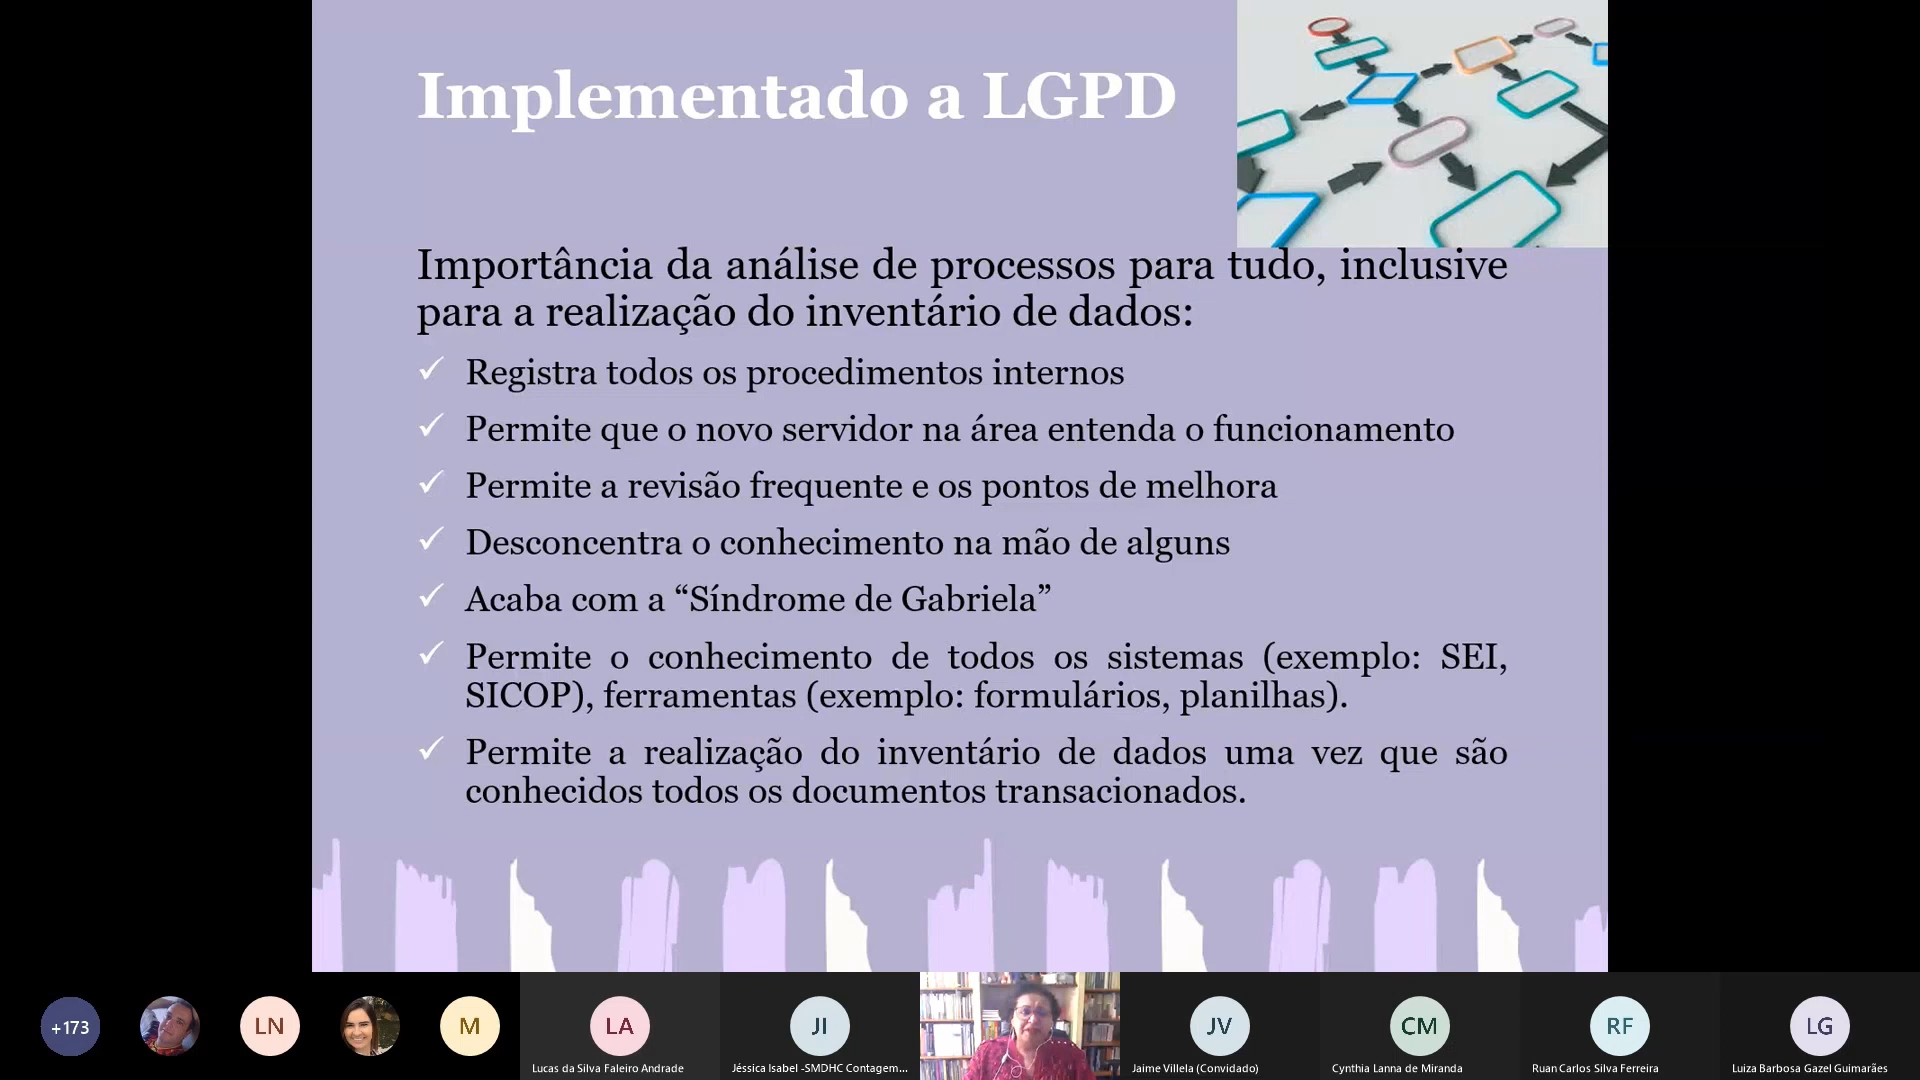 Implementado a LGPD
Importância da análise de processos para tudo, inclusive
para a realização do inventário de dados:
Registra todos os procedimentos internos
Permite que o novo servidor na área entenda o funcionamento
Permite a revisão frequente e os pontos de melhora
Desconcentra o conhecimento na mão de alguns
Acaba com a “Síndrome de Gabriela”
Permite o conhecimento de todos os sistemas (exemplo: SEI,
SICOP), ferramentas (exemplo: formulários, planilhas).
Permite a realização do inventário de dados uma vez que são
conhecidos todos os documentos transacionados.
+173
LN
M
LA
JI
JV
CM
RF
LG
Lucas da Silva Faleiro Andrade
Jéssica Isabel -SMDHC Contagem...
Jaime Villela (Convidado)
Cynthia Lanna de Miranda
Ruan Carlos Silva Ferreira
Luiza Barbosa Gazel Guimarães